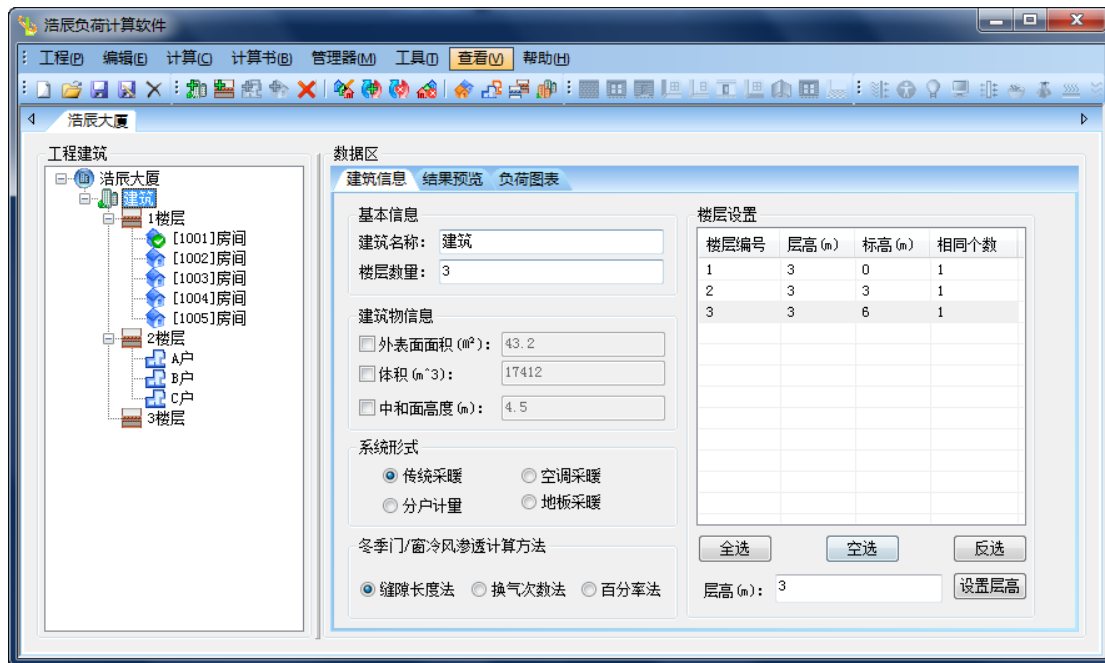 浩辰负荷计算软件
工程(P) 编辑(E) 计算(C) 计算书(B) 管理器(M) 工具(T) 查看(V) 帮助(H)
浩辰大厦
工程建筑
浩辰大厦
建筑
1楼层
[1001]房间
[1002]房间
[1003]房间
[1004]房间
[1005]房间
2楼层
A户
B户
C户
3楼层
数据区
建筑信息 结果预览 负荷图表
基本信息
建筑名称: 建筑
楼层数量: 3
建筑物信息
外表面面积(m²): 43.2
体积(m^3): 17412
中和面高度(m): 4.5
系统形式
传统采暖 空调采暖
分户计量 地板采暖
冬季门/窗冷风渗透计算方法
缝隙长度法 换气次数法 百分率法
楼层设置
楼层编号 层高(m) 标高(m) 相同个数
1 3 0 1
2 3 3 1
3 3 6 1
全选 空选 反选
层高(m): 3 设置层高